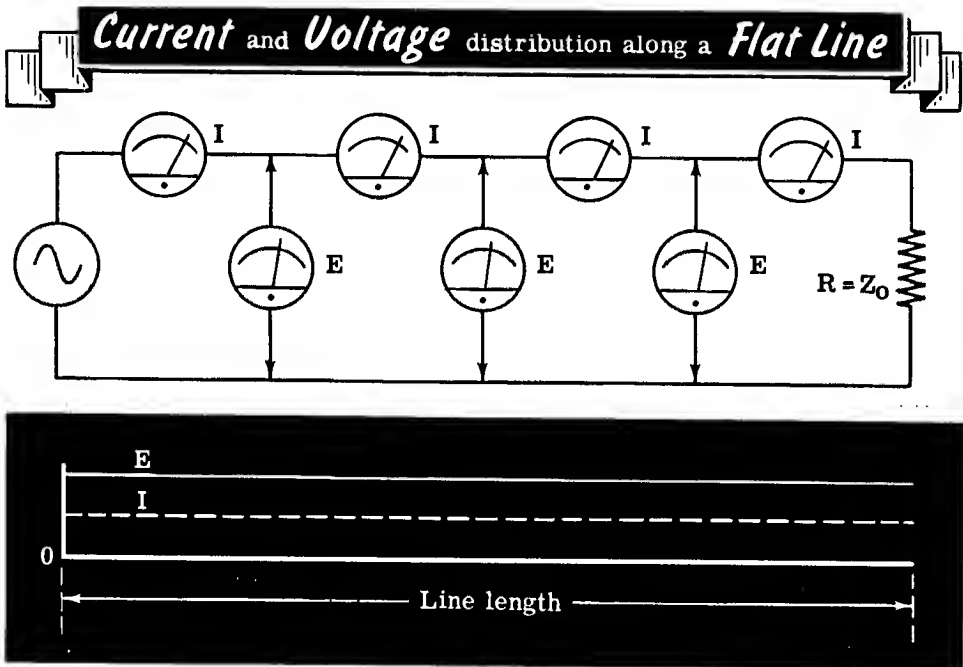 Current and Voltage distribution along a Flat Line
I I I I
E E E
R = Z₀
E
I
0
Line length